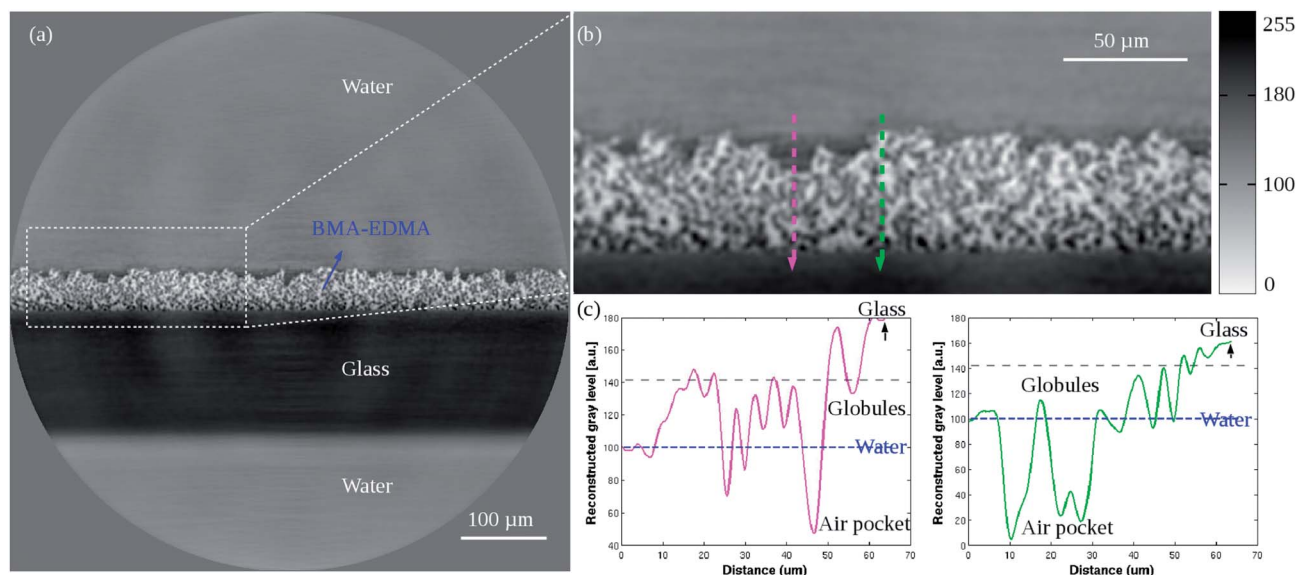 (a)
Water
BMA-EDMA
Glass
Water
100 µm
(b)
50 µm
255
180
100
0
(c)
Glass
180
160
140
120
100
80
60
40
Reconstructed gray level [a.u.]
Globules
Water
Air pocket
0
10
20
30
40
50
60
70
Distance (um)
Glass
180
160
140
120
100
80
60
40
20
0
Reconstructed gray level [a.u.]
Globules
Water
Air pocket
0
10
20
30
40
50
60
70
Distance (um)